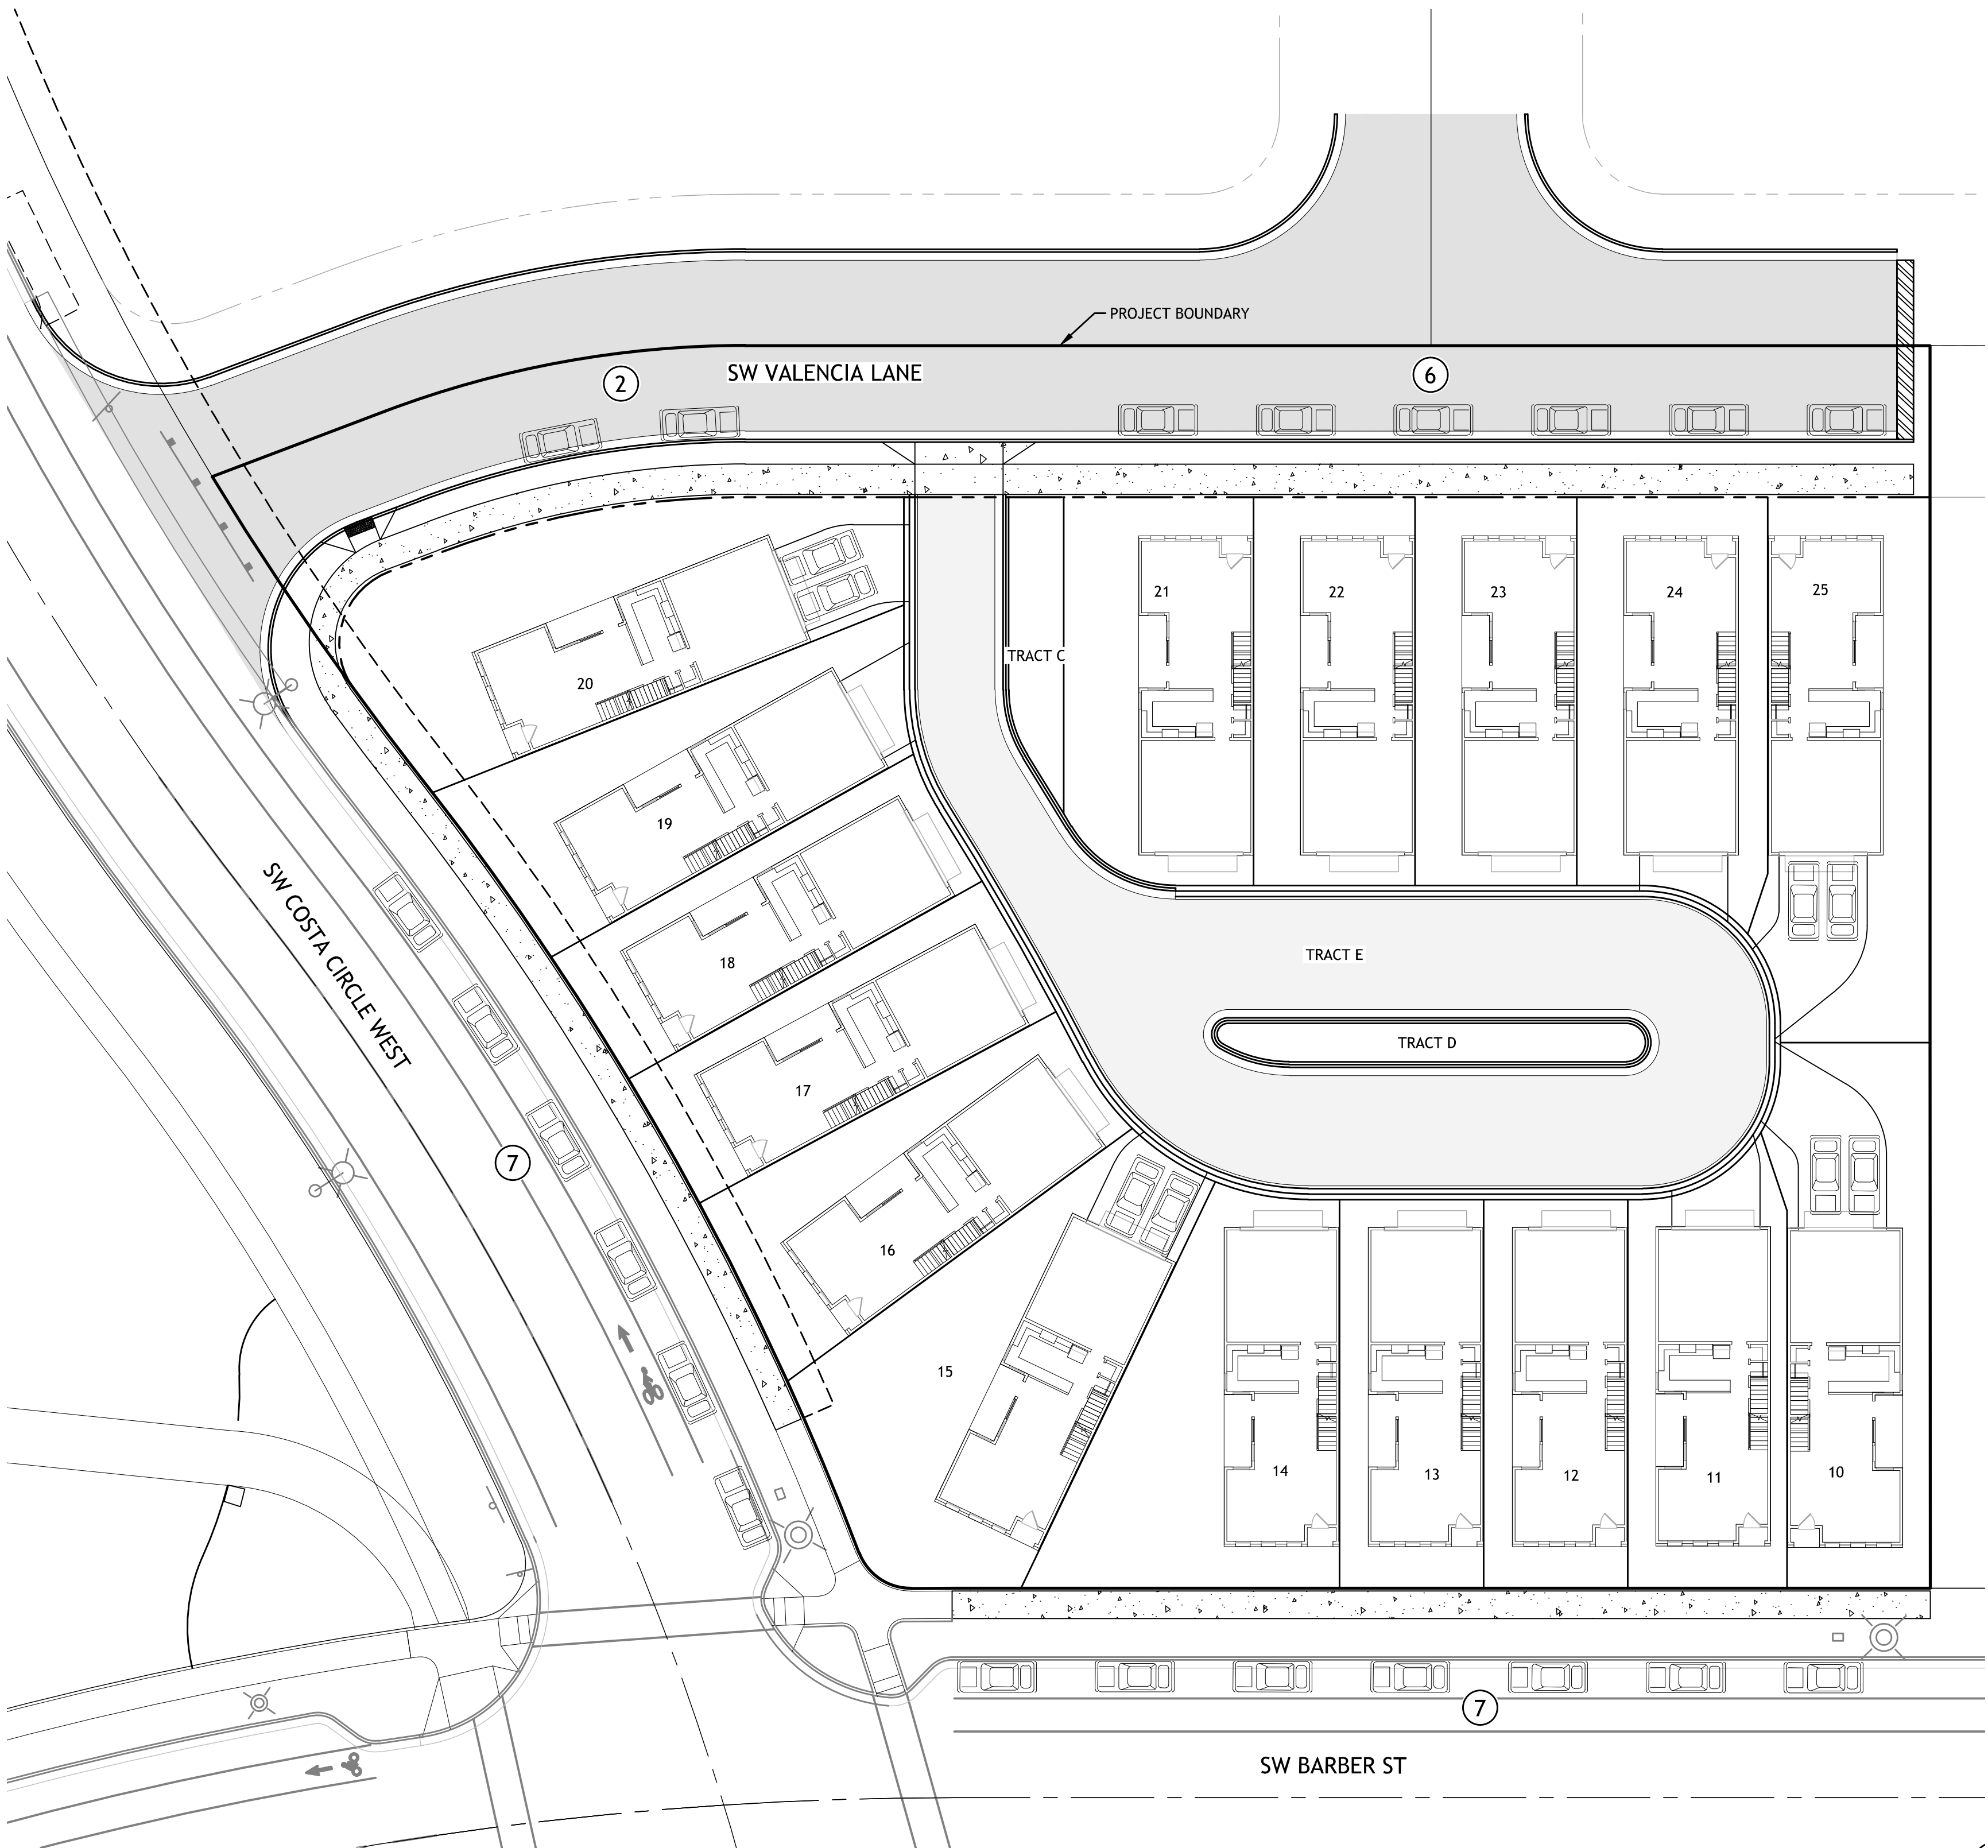 PROJECT BOUNDARY
2
SW VALENCIA LANE
6
21
22
23
24
25
20
TRACT C
19
SW COSTA CIRCLE WEST
18
TRACT E
17
TRACT D
7
16
15
14
13
12
11
10
7
SW BARBER ST